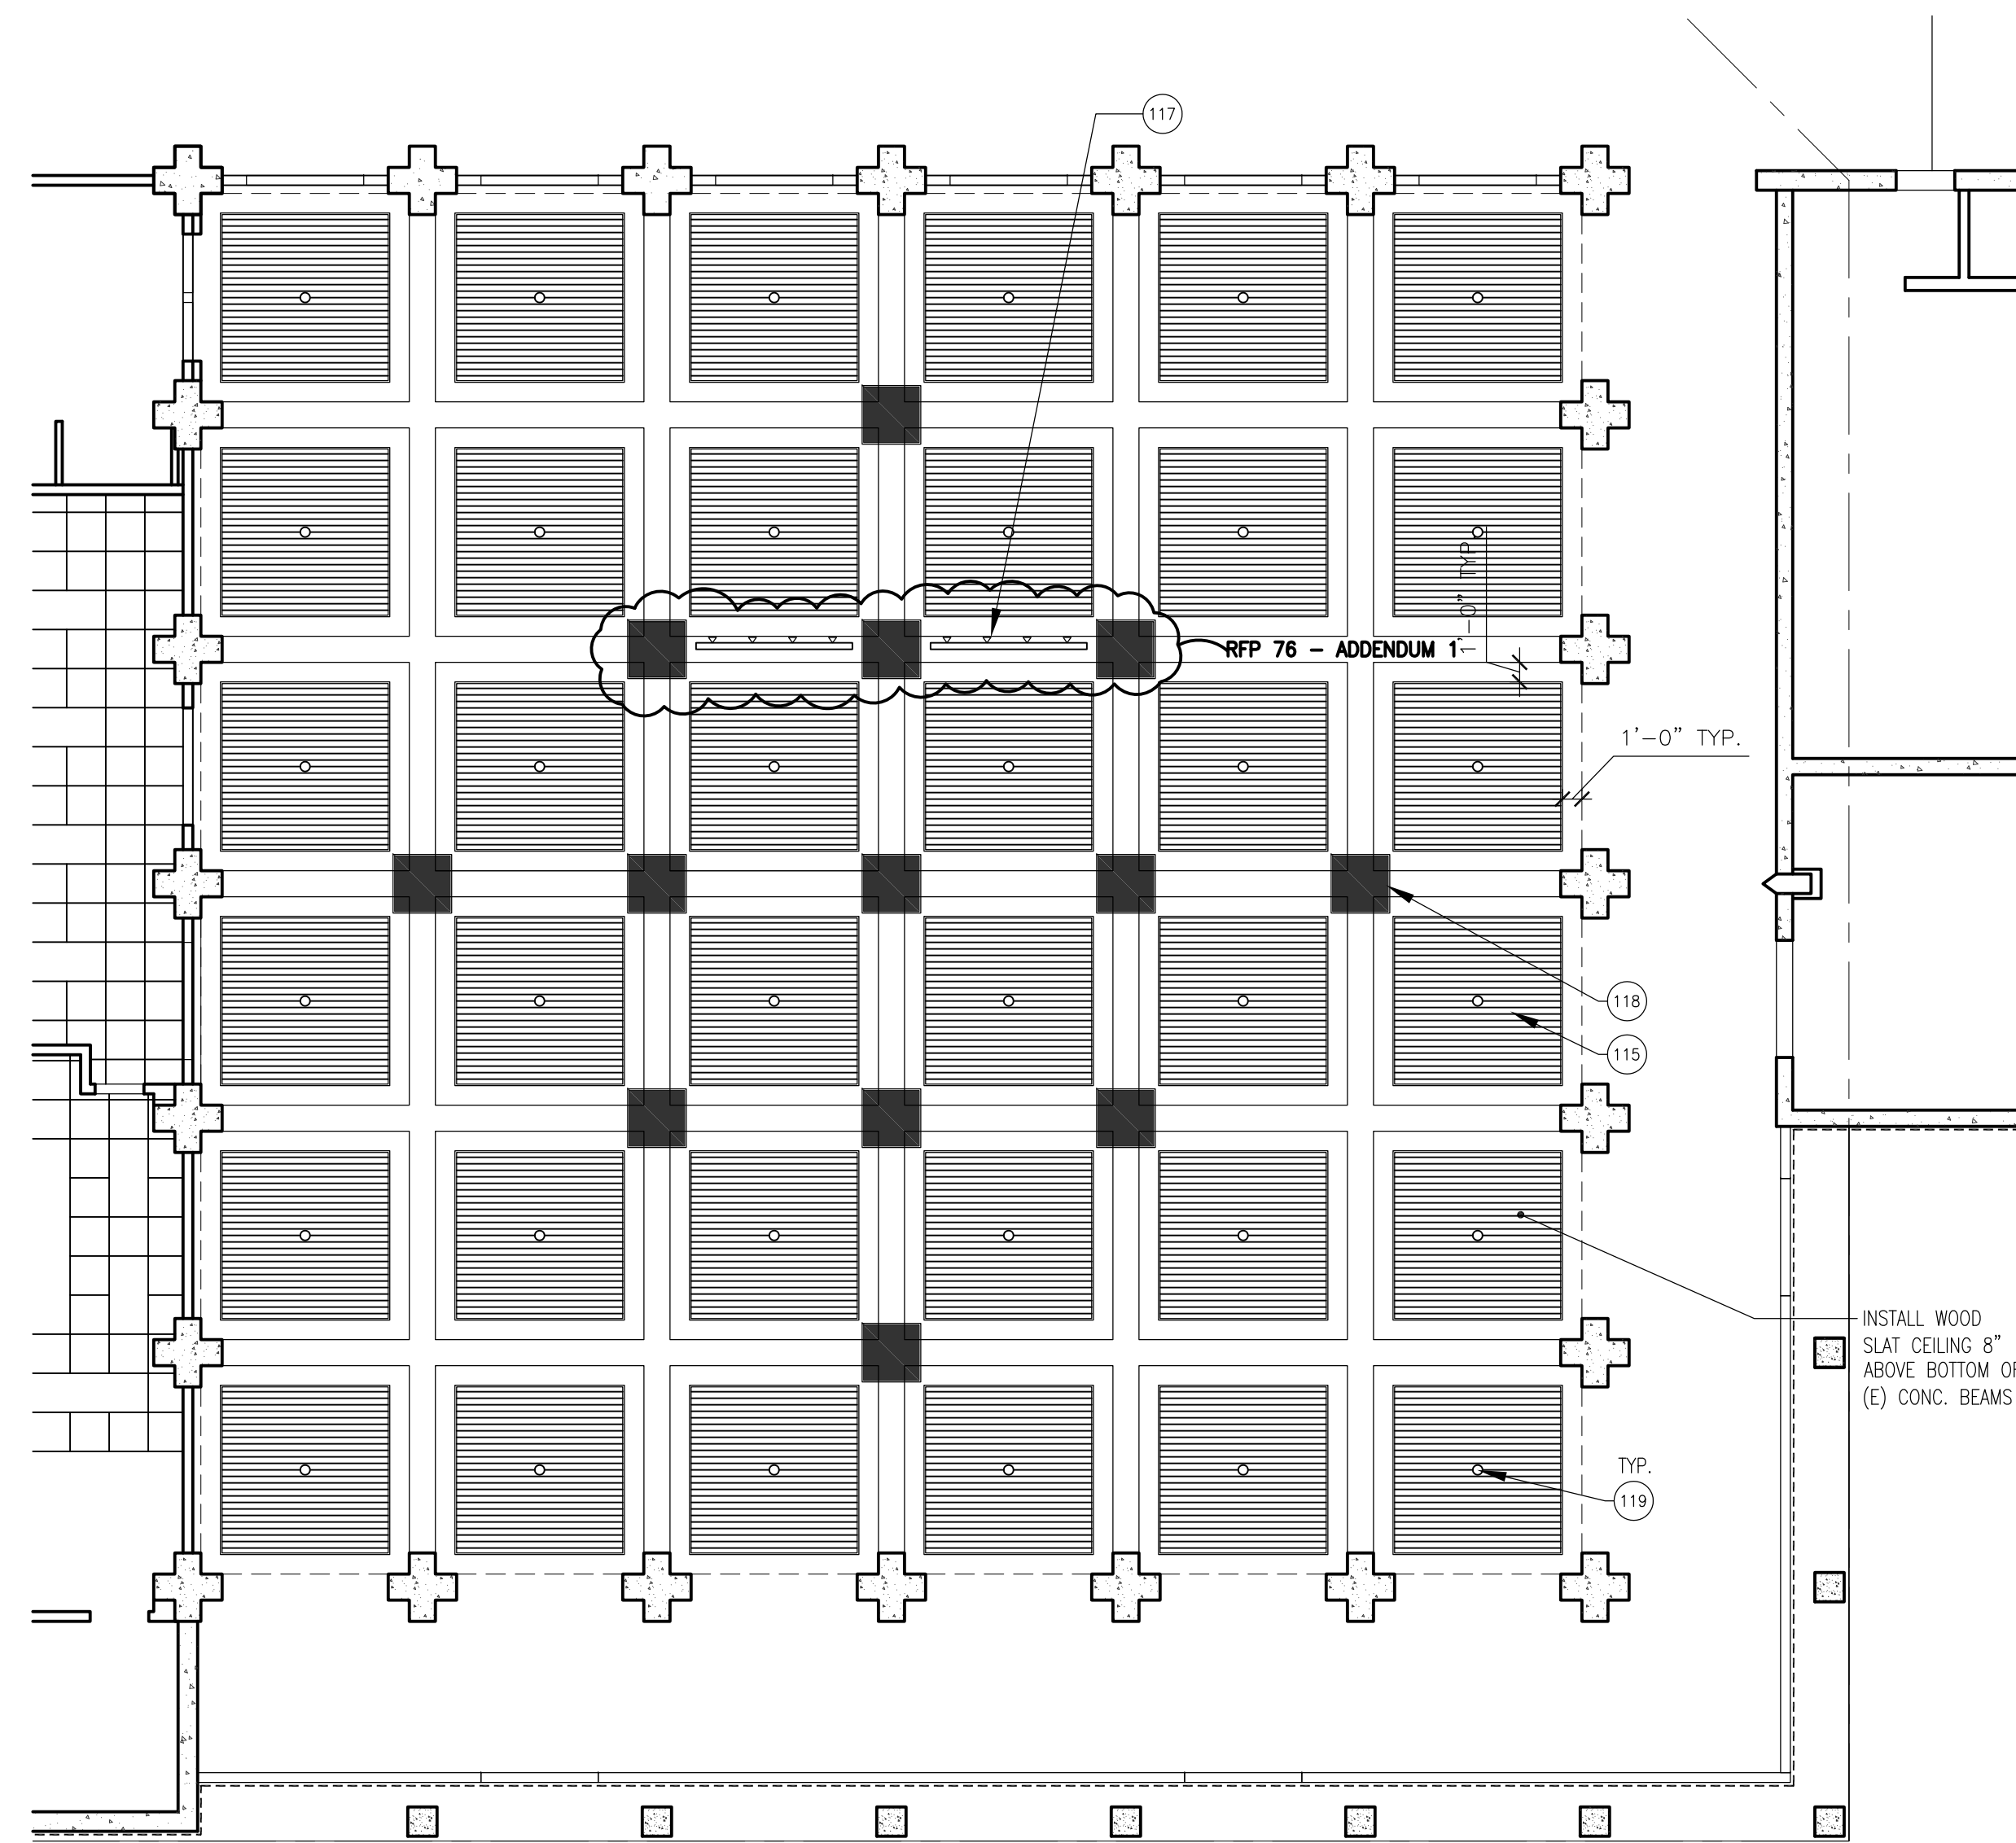 117
RFP 76 – ADDENDUM 1
1'–0" TYP.
1'–0" TYP.
118
115
INSTALL WOOD
SLAT CEILING 8"
ABOVE BOTTOM
(E) CONC. BEAMS
TYP.
119